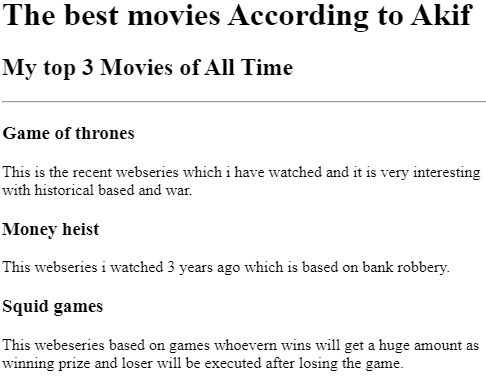 The best movies According to Akif
My top 3 Movies of All Time
Game of thrones
This is the recent webseries which i have watched and it is very interesting
with historical based and war.
Money heist
This webseries i watched 3 years ago which is based on bank robbery.
Squid games
This webeseries based on games whoevern wins will get a huge amount as
winning prize and loser will be executed after losing the game.